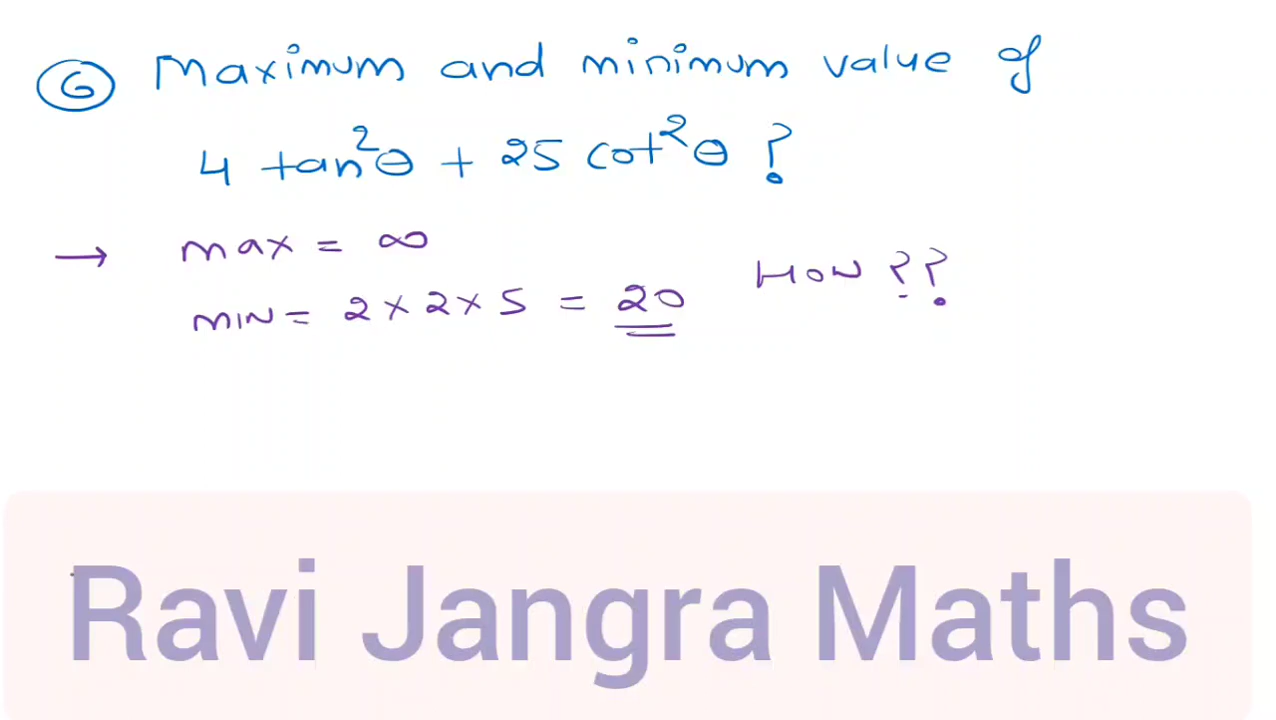 6 Maximum and minimum value of
4 tan²θ + 25 cot²θ ?
→ max = ∞
MIN = 2 × 2 × 5 = 20 HOW ??
Ravi Jangra Maths